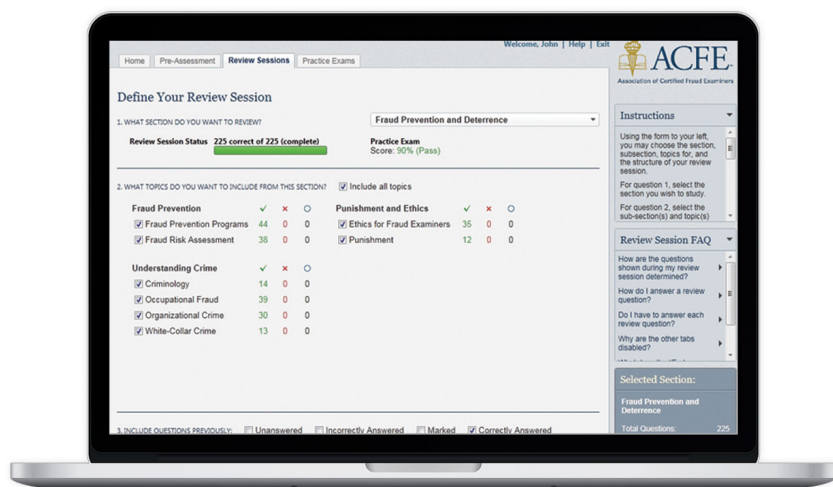 Welcome, John | Help | Exit
ACFE
Association of Certified Fraud Examiners
Home Pre-Assessment Review Sessions Practice Exams
Define Your Review Session
1. WHAT SECTION DO YOU WANT TO REVIEW? Fraud Prevention and Deterrence
Review Session Status 225 correct of 225 (complete)
Practice Exam
Score: 90% (Pass)
2. WHAT TOPICS DO YOU WANT TO INCLUDE FROM THIS SECTION? Include all topics
Fraud Prevention ✓ × O
Fraud Prevention Programs 44 0 0
Fraud Risk Assessment 38 0 0
Punishment and Ethics ✓ × O
Ethics for Fraud Examiners 35 0 0
Punishment 12 0 0
Understanding Crime ✓ × O
Criminology 14 0 0
Occupational Fraud 39 0 0
Organizational Crime 30 0 0
White-Collar Crime 13 0 0
3. INCLUDE QUESTIONS PREVIOUSLY: Unanswered Incorrectly Answered Marked Correctly Answered
Instructions
Using the form to your left,
you may choose the section,
subsection, topics for, and
the structure of your review
session.
For question 1, select the
section you wish to study.
For question 2, select the
sub-section(s) and topic(s)
Review Session FAQ
How are the questions
shown during my review
session determined?
How do I answer a review
question?
Do I have to answer each
review question?
Why are the other tabs
disabled?
Selected Section:
Fraud Prevention and
Deterrence
Total Questions: 225